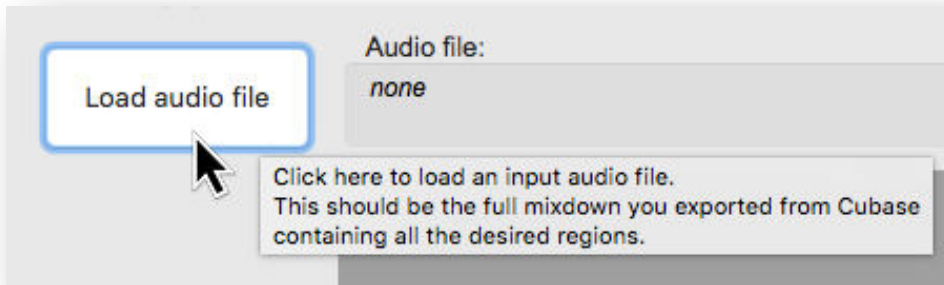 Audio file:
Load audio file
none
Click here to load an input audio file.
This should be the full mixdown you exported from Cubase
containing all the desired regions.